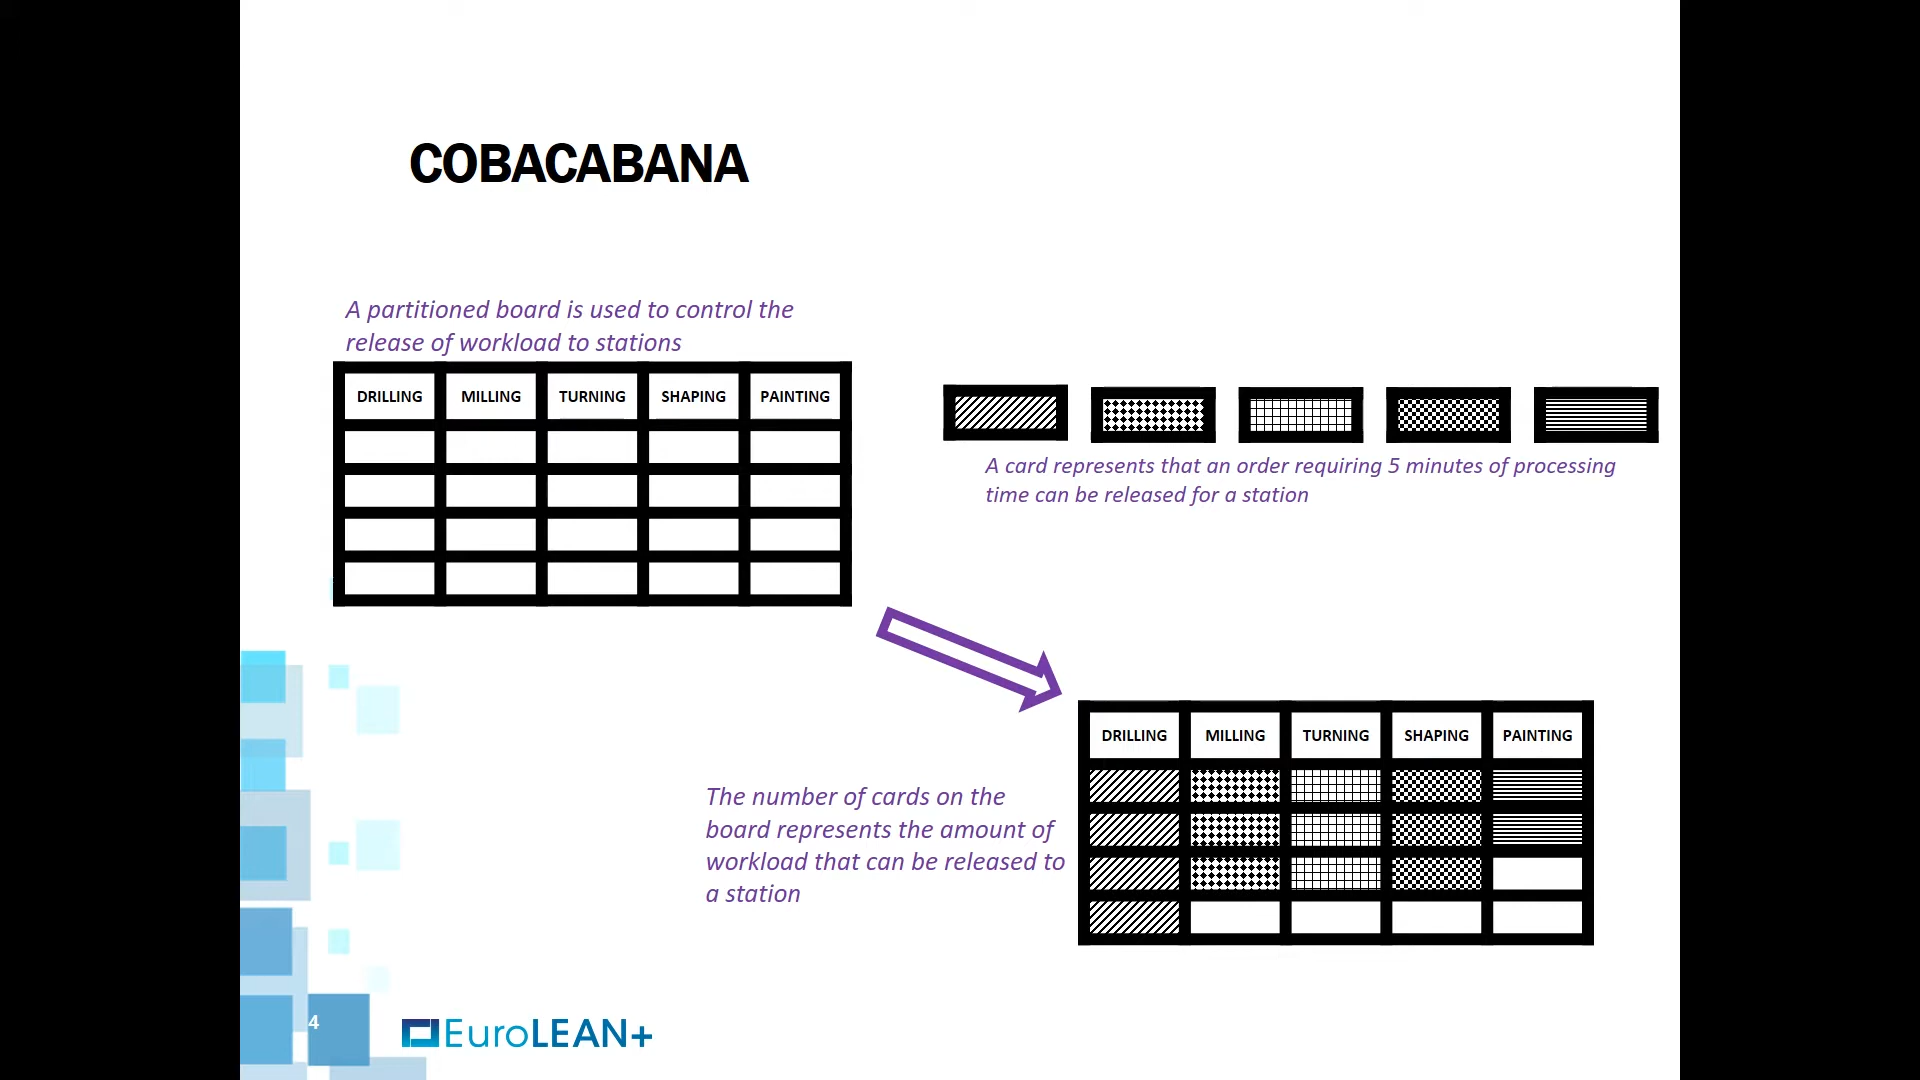 COBACABANA
A partitioned board is used to control the
release of workload to stations
DRILLING MILLING TURNING SHAPING PAINTING
A card represents that an order requiring 5 minutes of processing
time can be released for a station
The number of cards on the
board represents the amount of
workload that can be released to
a station
DRILLING MILLING TURNING SHAPING PAINTING
4
EuroLEAN+